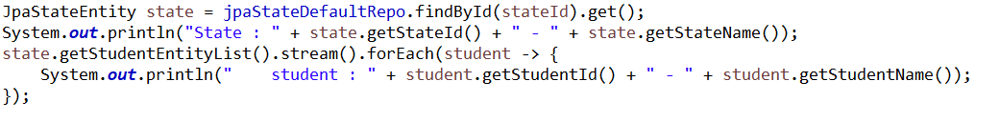 JpaStateEntity state = jpaStateDefaultRepo.findById(stateId).get();
System.out.println("State : " + state.getStateId() + " - " + state.getStateName());
state.getStudentEntityList().stream().forEach(student -> {
    System.out.println("    student : " + student.getStudentId() + " - " + student.getStudentName());
});